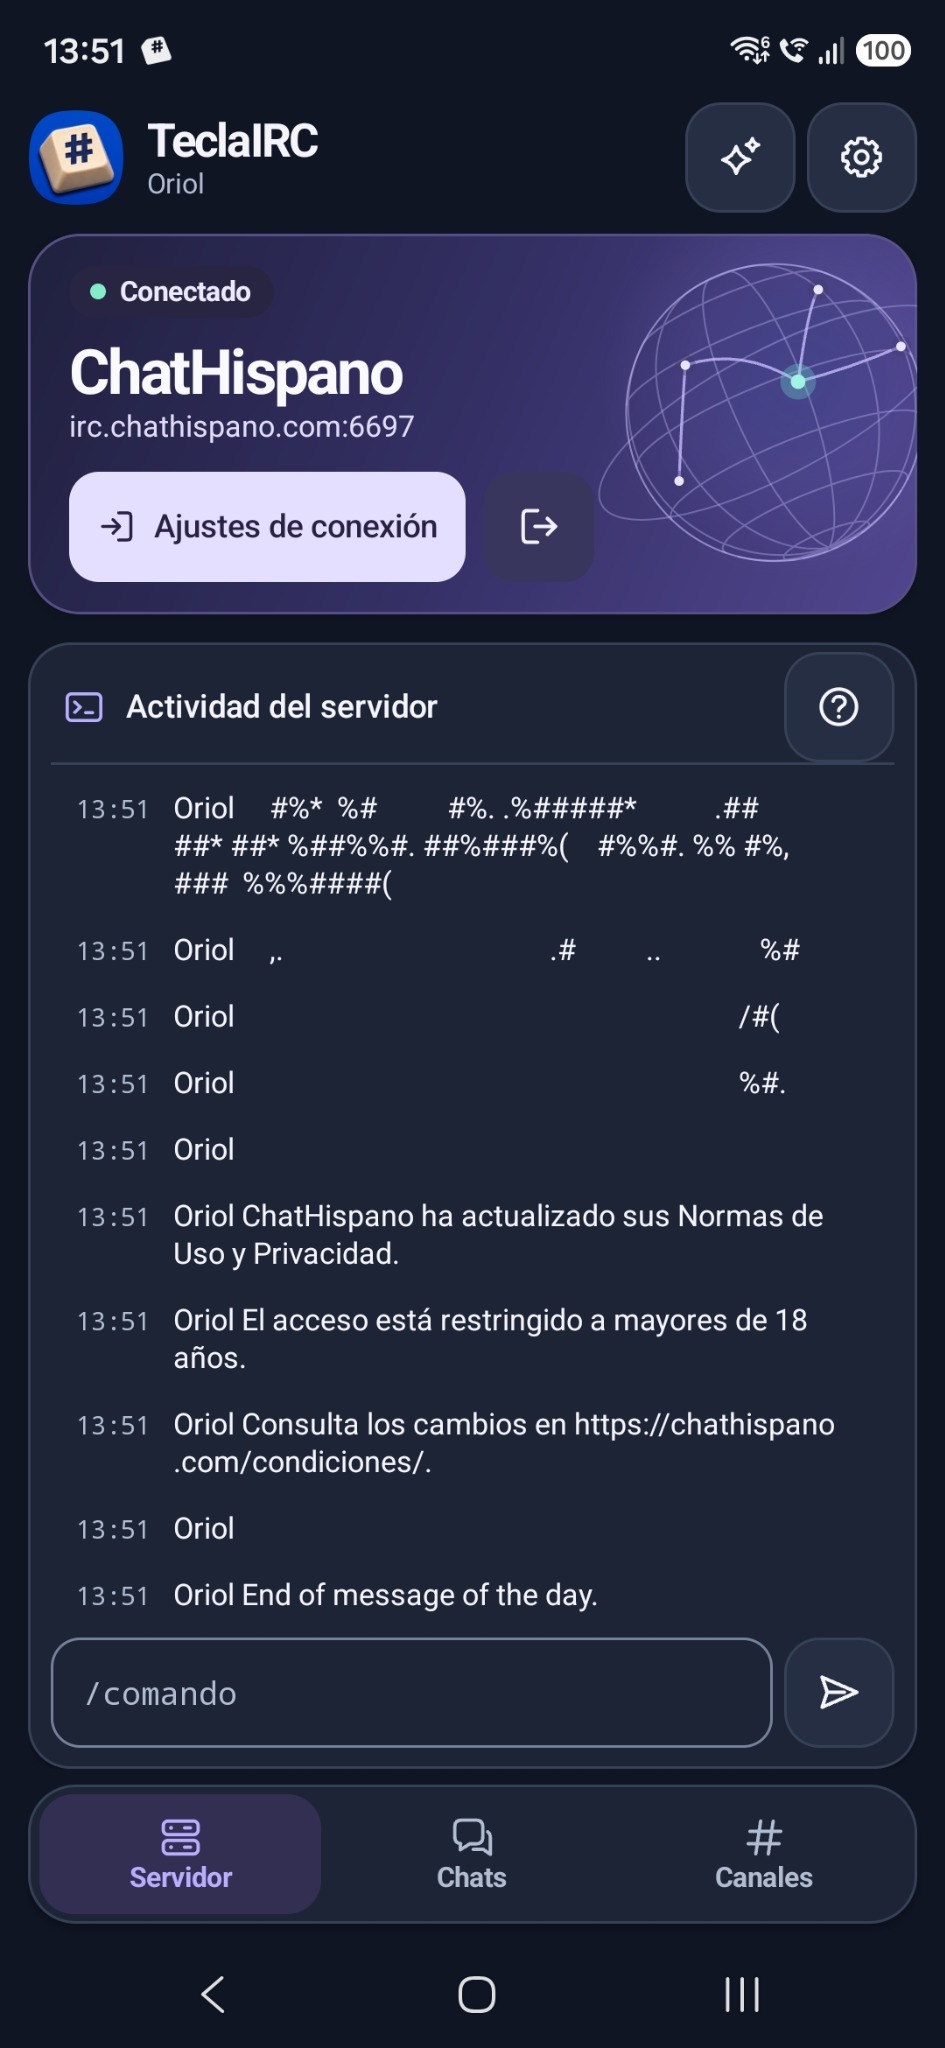 13:51
6
100
#
TeclaIRC
Oriol
Conectado
ChatHispano
irc.chathispano.com:6697
Ajustes de conexión
Actividad del servidor
13:51 Oriol #%* %# #%. .%#####* .##
##* ##* %##%%#. ##%###%( #%%#. %% #%,
### %%%####(
13:51 Oriol ,. .# .. %#
13:51 Oriol /#(
13:51 Oriol %#.
13:51 Oriol
13:51 Oriol ChatHispano ha actualizado sus Normas de
Uso y Privacidad.
13:51 Oriol El acceso está restringido a mayores de 18
años.
13:51 Oriol Consulta los cambios en https://chathispano
.com/condiciones/.
13:51 Oriol
13:51 Oriol End of message of the day.
/comando
Servidor
Chats
Canales